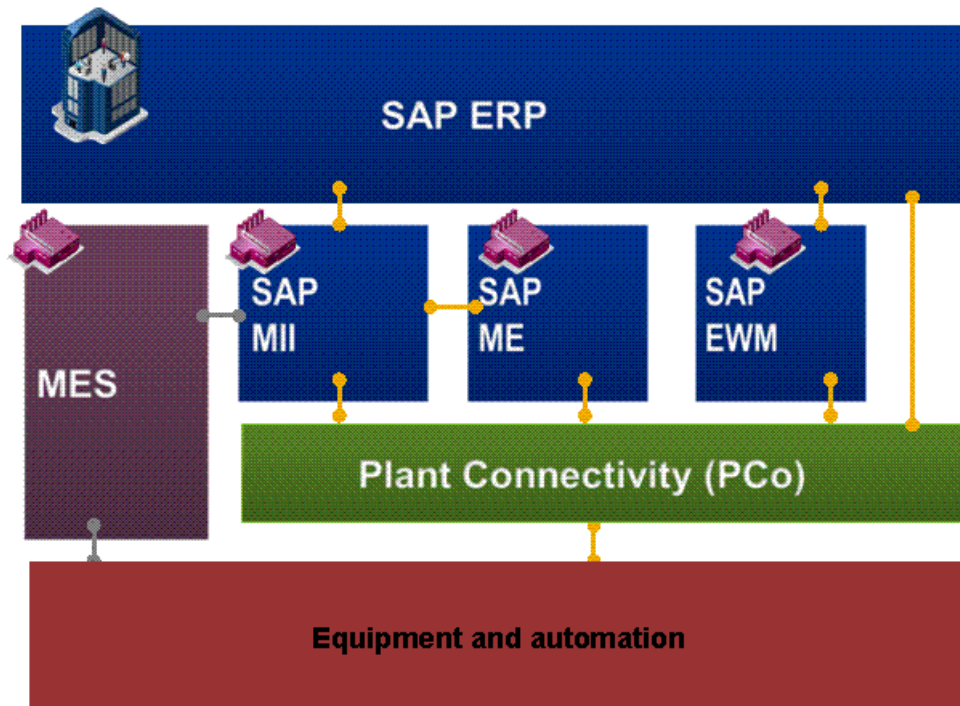 SAP ERP
MES
SAP
MII
SAP
ME
SAP
EWM
Plant Connectivity (PCo)
Equipment and automation